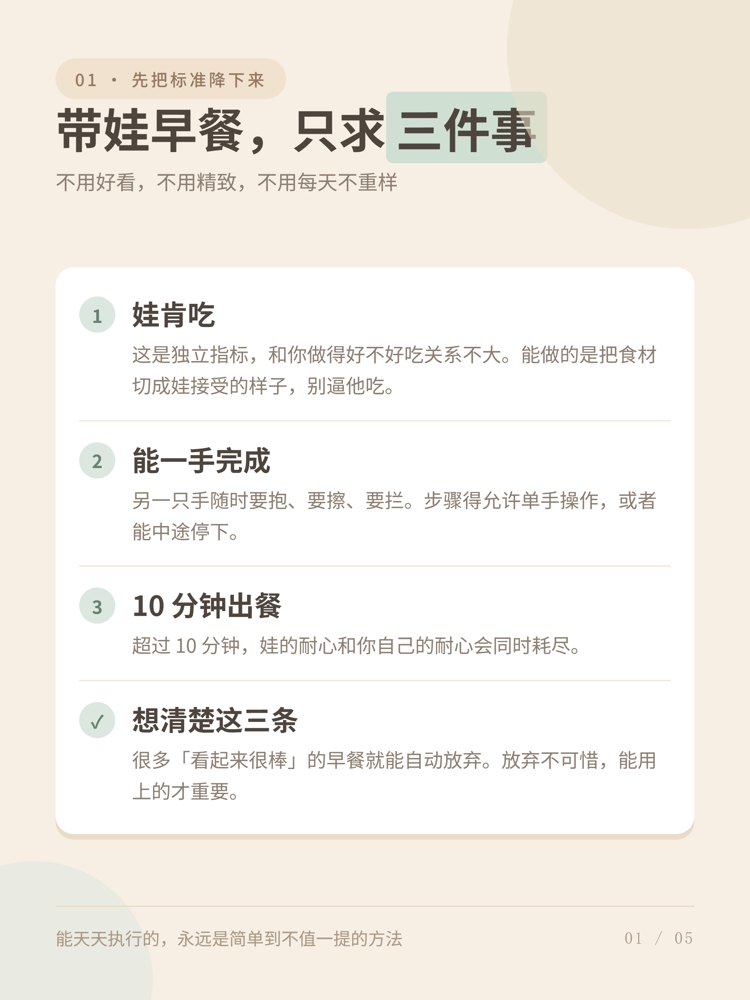 01 · 先把标准降下来
带娃早餐，只求 三件事
不用好看，不用精致，不用每天不重样
1 娃肯吃
这是独立指标，和你做得好不好吃关系不大。能做的是把食材
切成娃接受的样子，别逼他吃。
2 能一手完成
另一只手随时要抱、要擦、要拦。步骤得允许单手操作，或者
能中途停下。
3 10 分钟出餐
超过 10 分钟，娃的耐心和你自己的耐心会同时耗尽。
✓ 想清楚这三条
很多「看起来很棒」的早餐就能自动放弃。放弃不可惜，能用
上的才重要。
能天天执行的，永远是简单到不值一提的方法
01 / 05